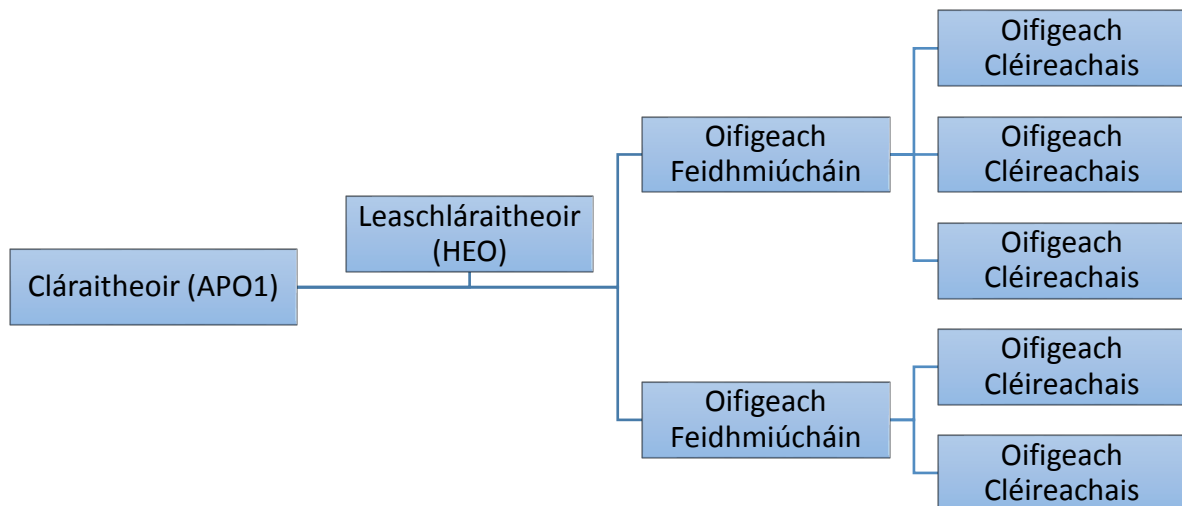 Cláraitheoir (APO1)
Leaschláraitheoir
(HEO)
Oifigeach
Feidhmiúcháin
Oifigeach
Cléireachais
Oifigeach
Cléireachais
Oifigeach
Cléireachais
Oifigeach
Feidhmiúcháin
Oifigeach
Cléireachais
Oifigeach
Cléireachais